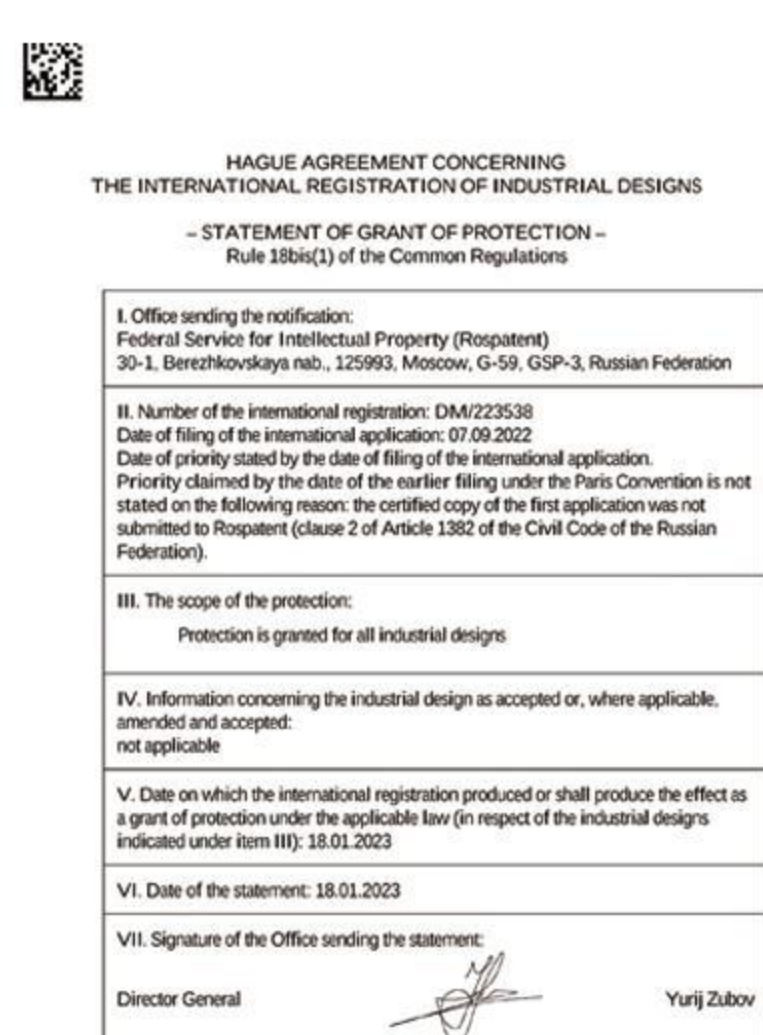 HAGUE AGREEMENT CONCERNING
THE INTERNATIONAL REGISTRATION OF INDUSTRIAL DESIGNS
– STATEMENT OF GRANT OF PROTECTION –
Rule 18bis(1) of the Common Regulations
I. Office sending the notification:
Federal Service for Intellectual Property (Rospatent)
30-1, Berezhkovskaya nab., 125993, Moscow, G-59, GSP-3, Russian Federation
II. Number of the international registration: DM/223538
Date of filing of the international application: 07.09.2022
Date of priority stated by the date of filing of the international application.
Priority claimed by the date of the earlier filing under the Paris Convention is not
stated on the following reason: the certified copy of the first application was not
submitted to Rospatent (clause 2 of Article 1382 of the Civil Code of the Russian
Federation).
III. The scope of the protection:
Protection is granted for all industrial designs
IV. Information concerning the industrial design as accepted or, where applicable,
amended and accepted:
not applicable
V. Date on which the international registration produced or shall produce the effect as
a grant of protection under the applicable law (in respect of the industrial designs
indicated under item III): 18.01.2023
VI. Date of the statement: 18.01.2023
VII. Signature of the Office sending the statement:
Director General Yurij Zubov